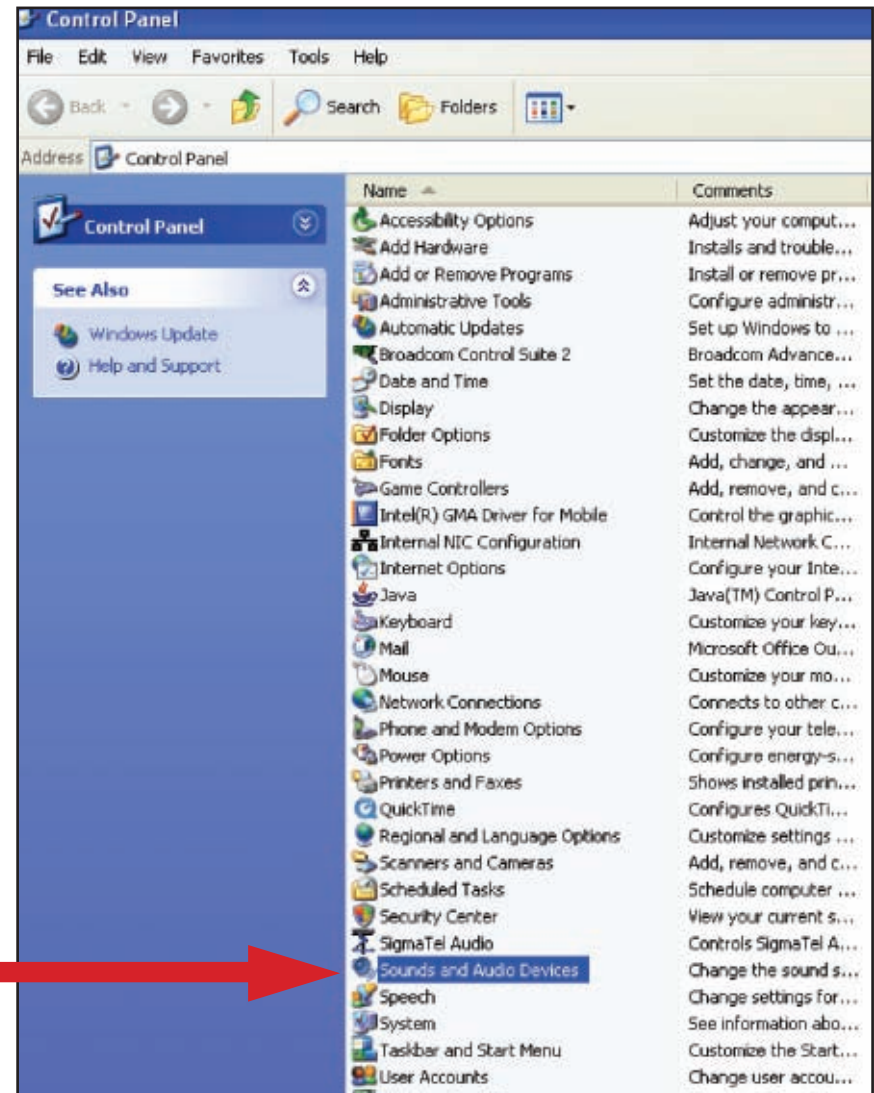 Control Panel
File Edit View Favorites Tools Help
Back Search Folders
Address Control Panel
Control Panel
See Also
Windows Update
Help and Support
Name Comments
Accessibility Options Adjust your comput...
Add Hardware Installs and trouble...
Add or Remove Programs Install or remove pr...
Administrative Tools Configure administr...
Automatic Updates Set up Windows to ...
Broadcom Control Suite 2 Broadcom Advance...
Date and Time Set the date, time, ...
Display Change the appear...
Folder Options Customize the displ...
Fonts Add, change, and ...
Game Controllers Add, remove, and c...
Intel(R) GMA Driver for Mobile Control the graphic...
Internal NIC Configuration Internal Network C...
Internet Options Configure your Inte...
Java Java(TM) Control P...
Keyboard Customize your key...
Mail Microsoft Office Ou...
Mouse Customize your mo...
Network Connections Connects to other c...
Phone and Modem Options Configure your tele...
Power Options Configure energy-s...
Printers and Faxes Shows installed prin...
QuickTime Configures QuickTi...
Regional and Language Options Customize settings ...
Scanners and Cameras Add, remove, and c...
Scheduled Tasks Schedule computer ...
Security Center View your current s...
SigmaTel Audio Controls SigmaTel A...
Sounds and Audio Devices Change the sound s...
Speech Change settings for...
System See information abo...
Taskbar and Start Menu Customize the Start...
User Accounts Change user accou...